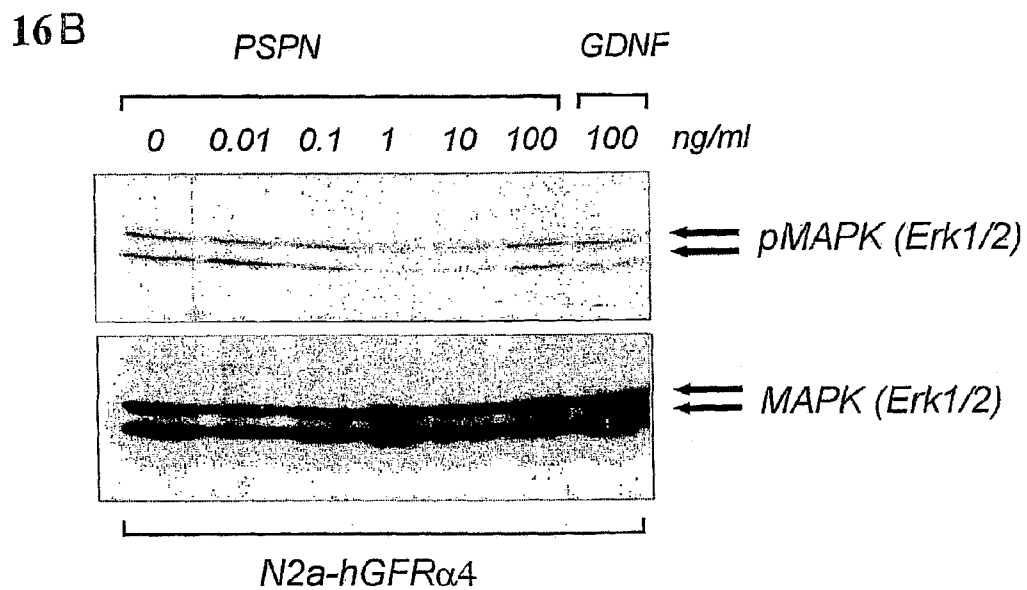 16B
PSPN GDNF
0 0.01 0.1 1 10 100 100 ng/ml
pMAPK (Erk1/2)
MAPK (Erk1/2)
N2a-hGFRα4